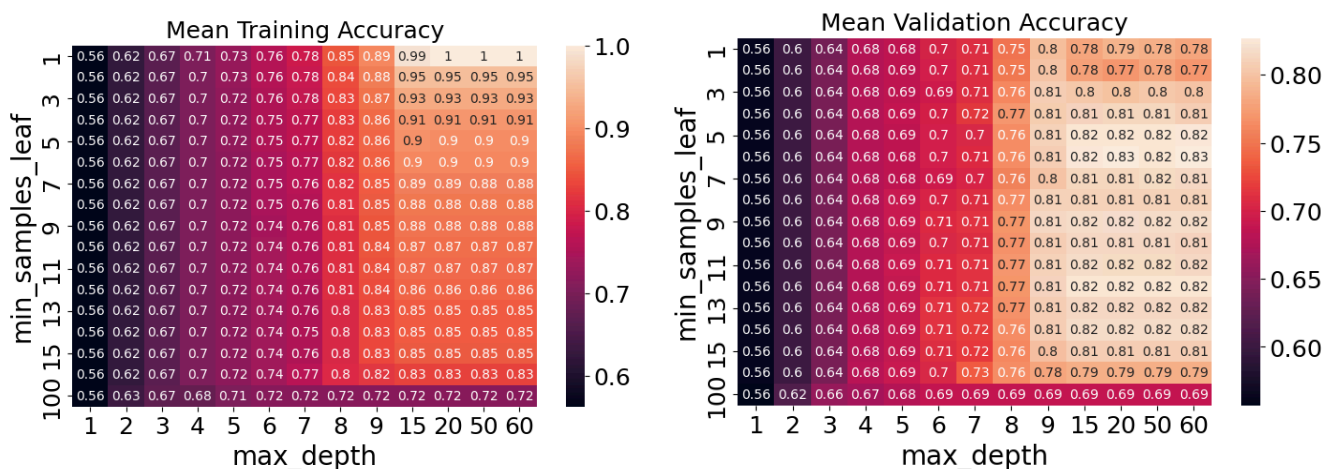 Mean Training Accuracy
min_samples_leaf
1 0.56 0.62 0.67 0.71 0.73 0.76 0.78 0.85 0.89 0.99 1 1 1
0.56 0.62 0.67 0.7 0.73 0.76 0.78 0.84 0.88 0.95 0.95 0.95 0.95
3 0.56 0.62 0.67 0.7 0.72 0.76 0.78 0.83 0.87 0.93 0.93 0.93 0.93
0.56 0.62 0.67 0.7 0.72 0.75 0.77 0.83 0.86 0.91 0.91 0.91 0.91
5 0.56 0.62 0.67 0.7 0.72 0.75 0.77 0.82 0.86 0.9 0.9 0.9 0.9
0.56 0.62 0.67 0.7 0.72 0.75 0.77 0.82 0.86 0.9 0.9 0.9 0.9
7 0.56 0.62 0.67 0.7 0.72 0.75 0.76 0.82 0.85 0.89 0.89 0.88 0.88
0.56 0.62 0.67 0.7 0.72 0.75 0.76 0.82 0.85 0.88 0.88 0.88 0.88
9 0.56 0.62 0.67 0.7 0.72 0.74 0.76 0.81 0.85 0.88 0.88 0.88 0.88
0.56 0.62 0.67 0.7 0.72 0.74 0.76 0.81 0.84 0.87 0.87 0.87 0.87
11 0.56 0.62 0.67 0.7 0.72 0.74 0.76 0.81 0.84 0.87 0.87 0.87 0.87
0.56 0.62 0.67 0.7 0.72 0.74 0.76 0.81 0.84 0.86 0.86 0.86 0.86
13 0.56 0.62 0.67 0.7 0.72 0.74 0.76 0.8 0.83 0.85 0.85 0.85 0.85
0.56 0.62 0.67 0.7 0.72 0.74 0.75 0.8 0.83 0.85 0.85 0.85 0.85
15 0.56 0.62 0.67 0.7 0.72 0.74 0.76 0.8 0.83 0.85 0.85 0.85 0.85
0.56 0.62 0.67 0.7 0.72 0.74 0.77 0.8 0.82 0.83 0.83 0.83 0.83
100 0.56 0.63 0.67 0.68 0.71 0.72 0.72 0.72 0.72 0.72 0.72 0.72 0.72
1 2 3 4 5 6 7 8 9 15 20 50 60
max_depth
1.0
0.9
0.8
0.7
0.6
Mean Validation Accuracy
min_samples_leaf
1 0.56 0.6 0.64 0.68 0.68 0.7 0.71 0.75 0.8 0.78 0.79 0.78 0.78
0.56 0.6 0.64 0.68 0.68 0.7 0.71 0.75 0.8 0.78 0.77 0.78 0.77
3 0.56 0.6 0.64 0.68 0.69 0.69 0.71 0.76 0.81 0.8 0.8 0.8 0.8
0.56 0.6 0.64 0.68 0.69 0.7 0.72 0.77 0.81 0.81 0.81 0.81 0.81
5 0.56 0.6 0.64 0.68 0.69 0.7 0.7 0.76 0.81 0.82 0.82 0.82 0.82
0.56 0.6 0.64 0.68 0.68 0.7 0.71 0.76 0.81 0.82 0.83 0.82 0.83
7 0.56 0.6 0.64 0.68 0.68 0.69 0.7 0.76 0.8 0.82 0.82 0.82 0.82
0.56 0.6 0.64 0.68 0.68 0.7 0.71 0.77 0.81 0.81 0.81 0.81 0.81
9 0.56 0.6 0.64 0.68 0.69 0.71 0.71 0.77 0.81 0.82 0.82 0.82 0.82
0.56 0.6 0.64 0.68 0.69 0.7 0.71 0.77 0.81 0.81 0.81 0.81 0.81
11 0.56 0.6 0.64 0.68 0.69 0.71 0.71 0.77 0.81 0.82 0.82 0.82 0.82
0.56 0.6 0.64 0.68 0.69 0.71 0.71 0.77 0.81 0.82 0.82 0.82 0.82
13 0.56 0.6 0.64 0.68 0.69 0.71 0.72 0.77 0.81 0.82 0.82 0.82 0.82
0.56 0.6 0.64 0.68 0.69 0.71 0.72 0.76 0.81 0.82 0.82 0.82 0.82
15 0.56 0.6 0.64 0.68 0.69 0.71 0.72 0.76 0.8 0.81 0.81 0.81 0.81
0.56 0.6 0.64 0.68 0.69 0.7 0.73 0.76 0.78 0.79 0.79 0.79 0.79
100 0.56 0.62 0.66 0.67 0.68 0.69 0.69 0.69 0.69 0.69 0.69 0.69 0.69
1 2 3 4 5 6 7 8 9 15 20 50 60
max_depth
0.80
0.75
0.70
0.65
0.60